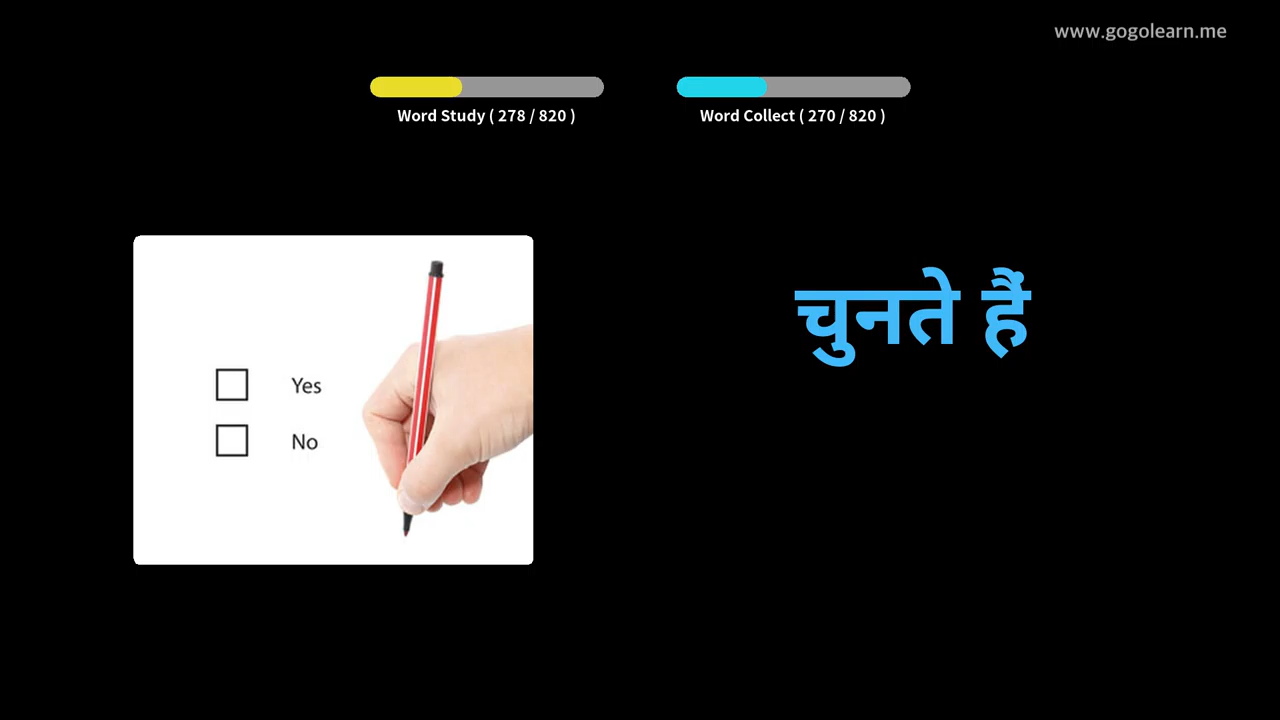 www.gogolearn.me
Word Study ( 278 / 820 )
Word Collect ( 270 / 820 )
Yes
No
चुनते हैं